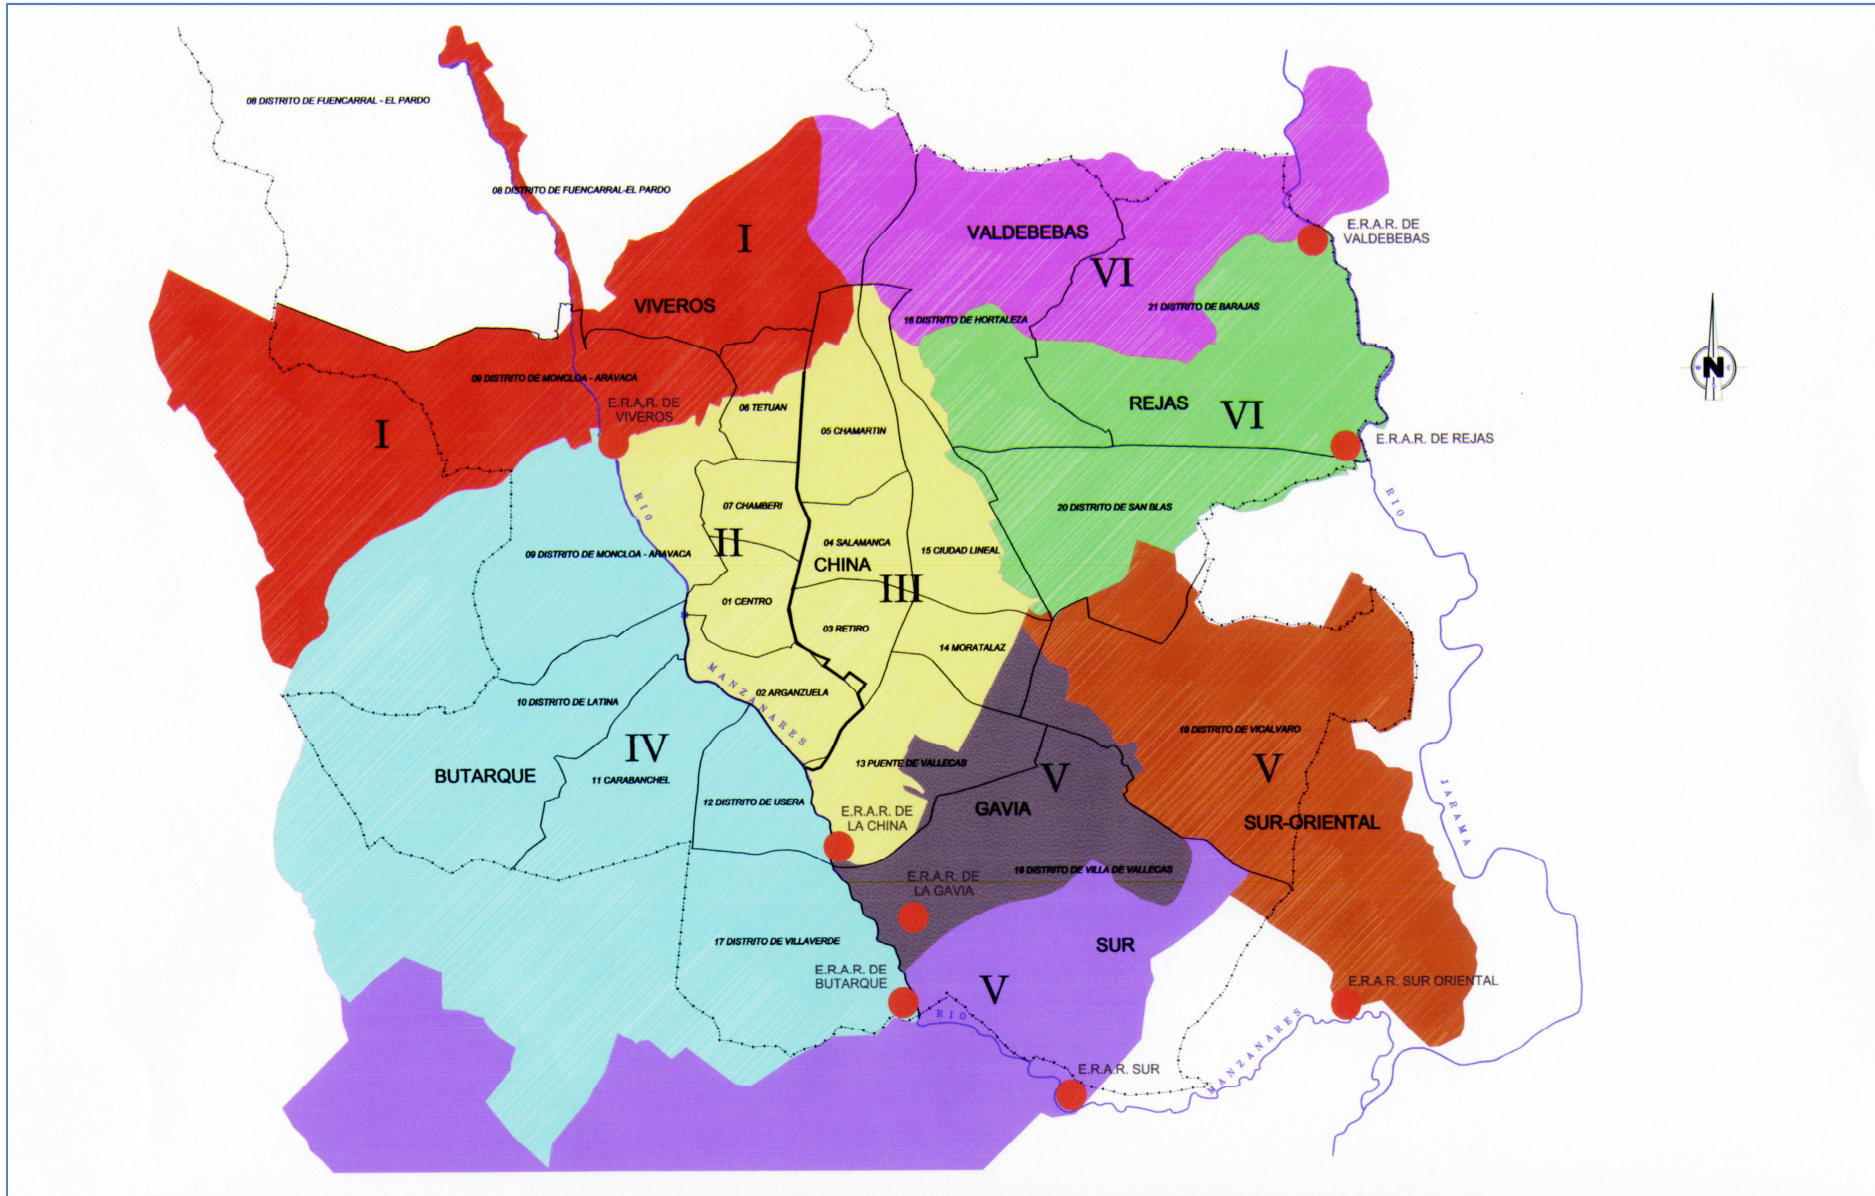 08 DISTRITO DE FUENCARRAL - EL PARDO
08 DISTRITO DE FUENCARRAL-EL PARDO
I
VALDEBEBAS
E.R.A.R. DE
VALDEBEBAS
VI
VIVEROS
21 DISTRITO DE BARAJAS
16 DISTRITO DE HORTALEZA
N
09 DISTRITO DE MONCLOA - ARAVACA
E.R.A.R. DE
VIVEROS
06 TETUAN
REJAS
VI
I
05 CHAMARTIN
E.R.A.R. DE REJAS
RIO
RIO
07 CHAMBERI
20 DISTRITO DE SAN BLAS
II
04 SALAMANCA
15 CIUDAD LINEAL
09 DISTRITO DE MONCLOA - ARAVACA
CHINA
III
01 CENTRO
03 RETIRO
14 MORATALAZ
MANZANARES
02 ARGANZUELA
10 DISTRITO DE LATINA
19 DISTRITO DE VICALVARO
IV
13 PUENTE DE VALLECAS
V
V
BUTARQUE
11 CARABANCHEL
12 DISTRITO DE USERA
E.R.A.R. DE
LA CHINA
GAVIA
SUR-ORIENTAL
JARAMA
18 DISTRITO DE VILLA DE VALLECAS
E.R.A.R. DE
LA GAVIA
17 DISTRITO DE VILLAVERDE
SUR
E.R.A.R. DE
BUTARQUE
V
E.R.A.R. SUR ORIENTAL
RIO
MANZANARES
E.R.A.R. SUR